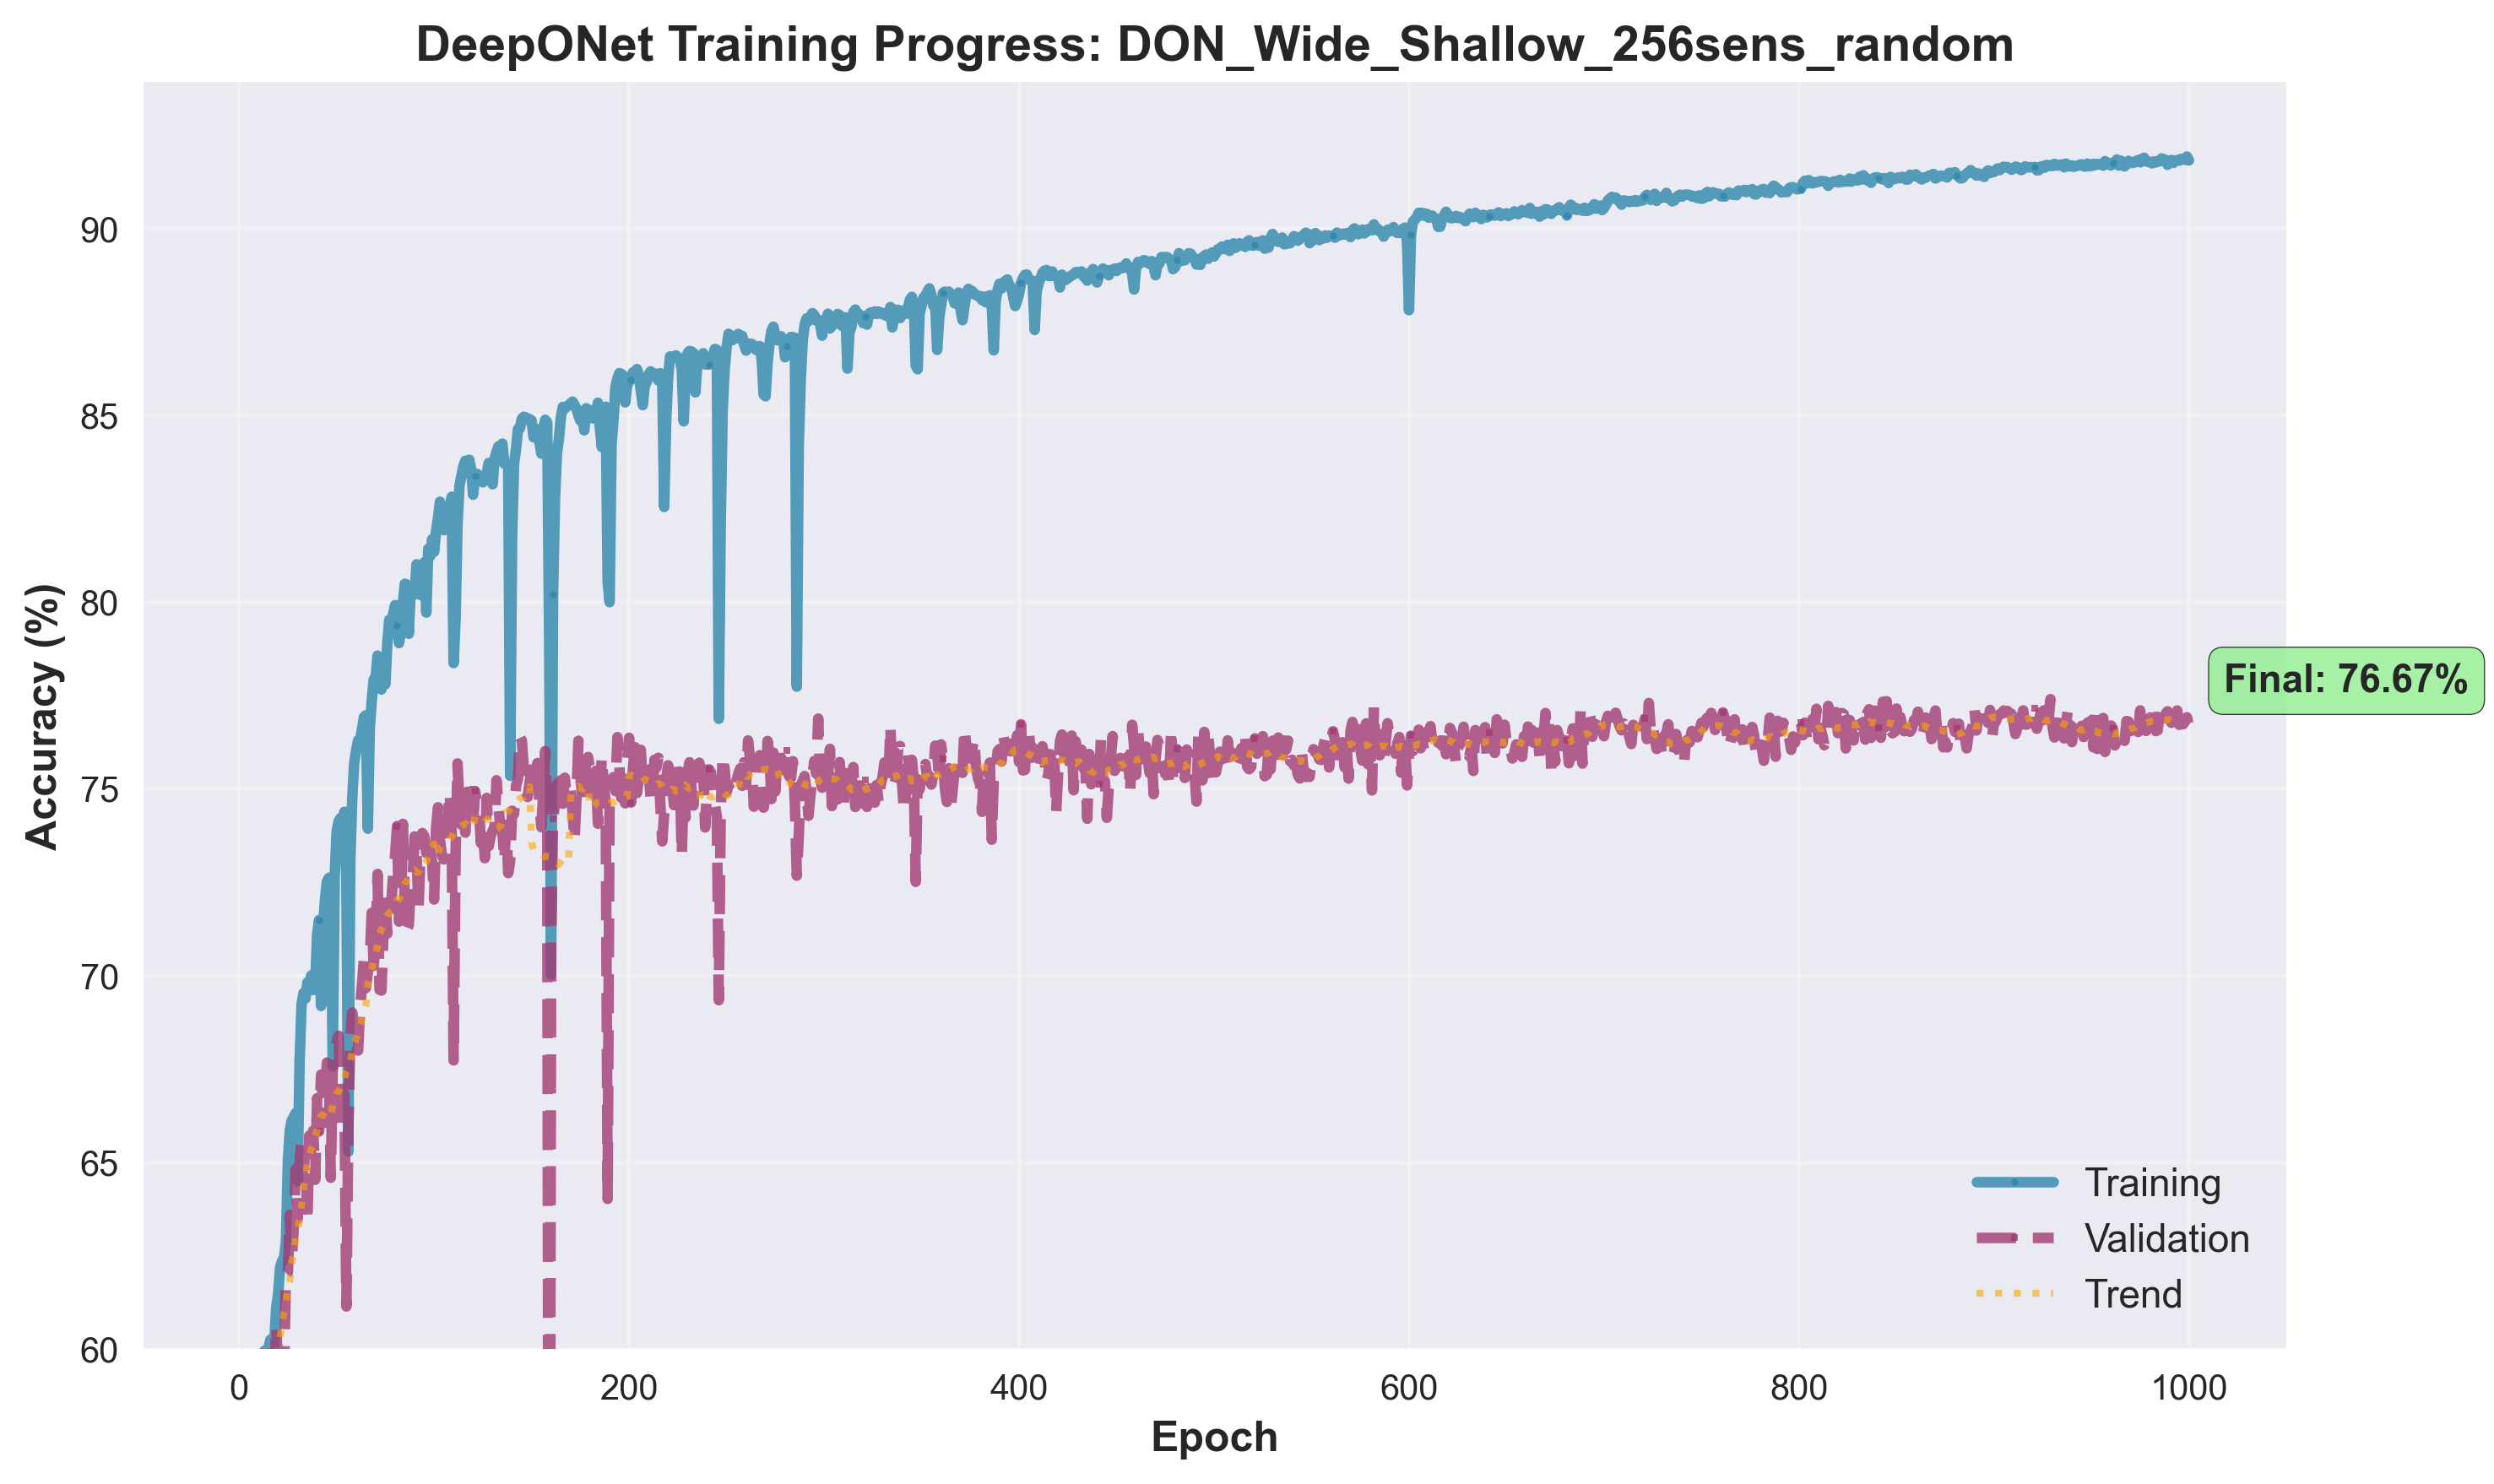 DeepONet Training Progress: DON_Wide_Shallow_256sens_random
Accuracy (%)
90
85
80
75
70
65
60
Final: 76.67%
Training
Validation
Trend
0 200 400 600 800 1000
Epoch